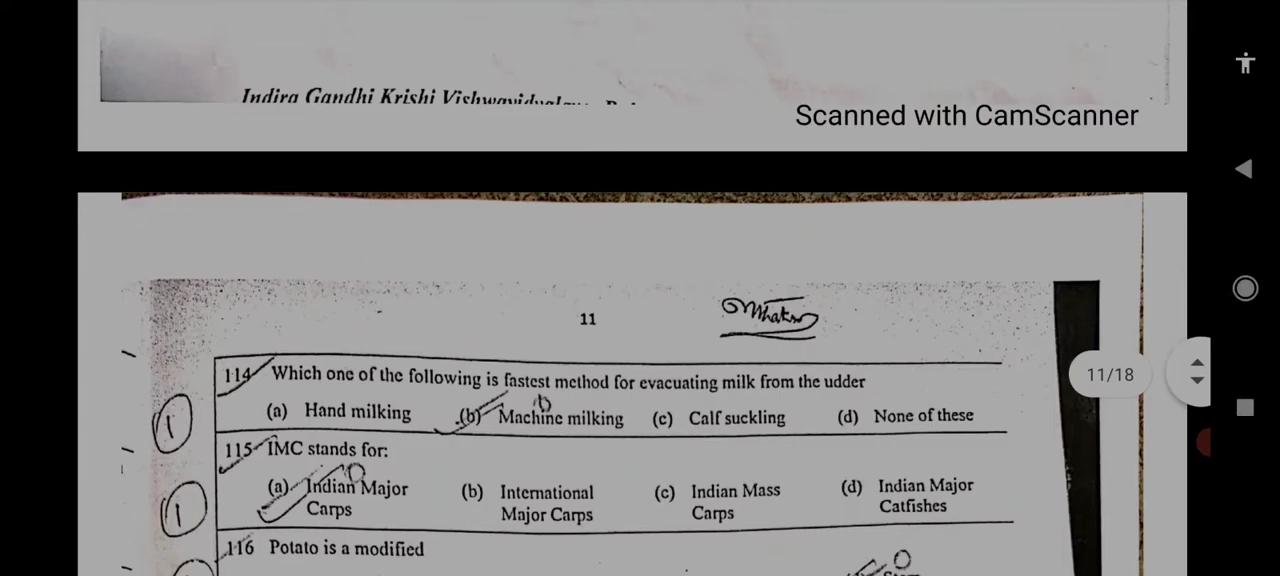 Indira Gandhi Krishi Vishwavidyalaya,
Scanned with CamScanner
11
114 Which one of the following is fastest method for evacuating milk from the udder
(a) Hand milking (b) Machine milking (c) Calf suckling (d) None of these
11/18
115 IMC stands for:
(a) Indian Major Carps (b) International Major Carps (c) Indian Mass Carps (d) Indian Major Catfishes
116 Potato is a modified